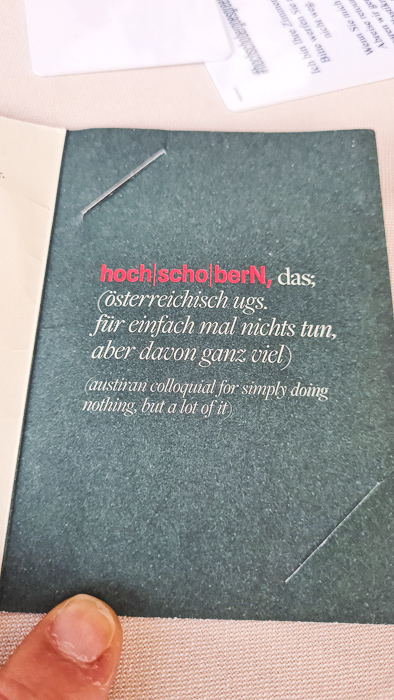 hoch|scho|berN, das;
(österreichisch ugs.
für einfach mal nichts tun,
aber davon ganz viel)
(austiran colloquial for simply doing
nothing, but a lot of it)